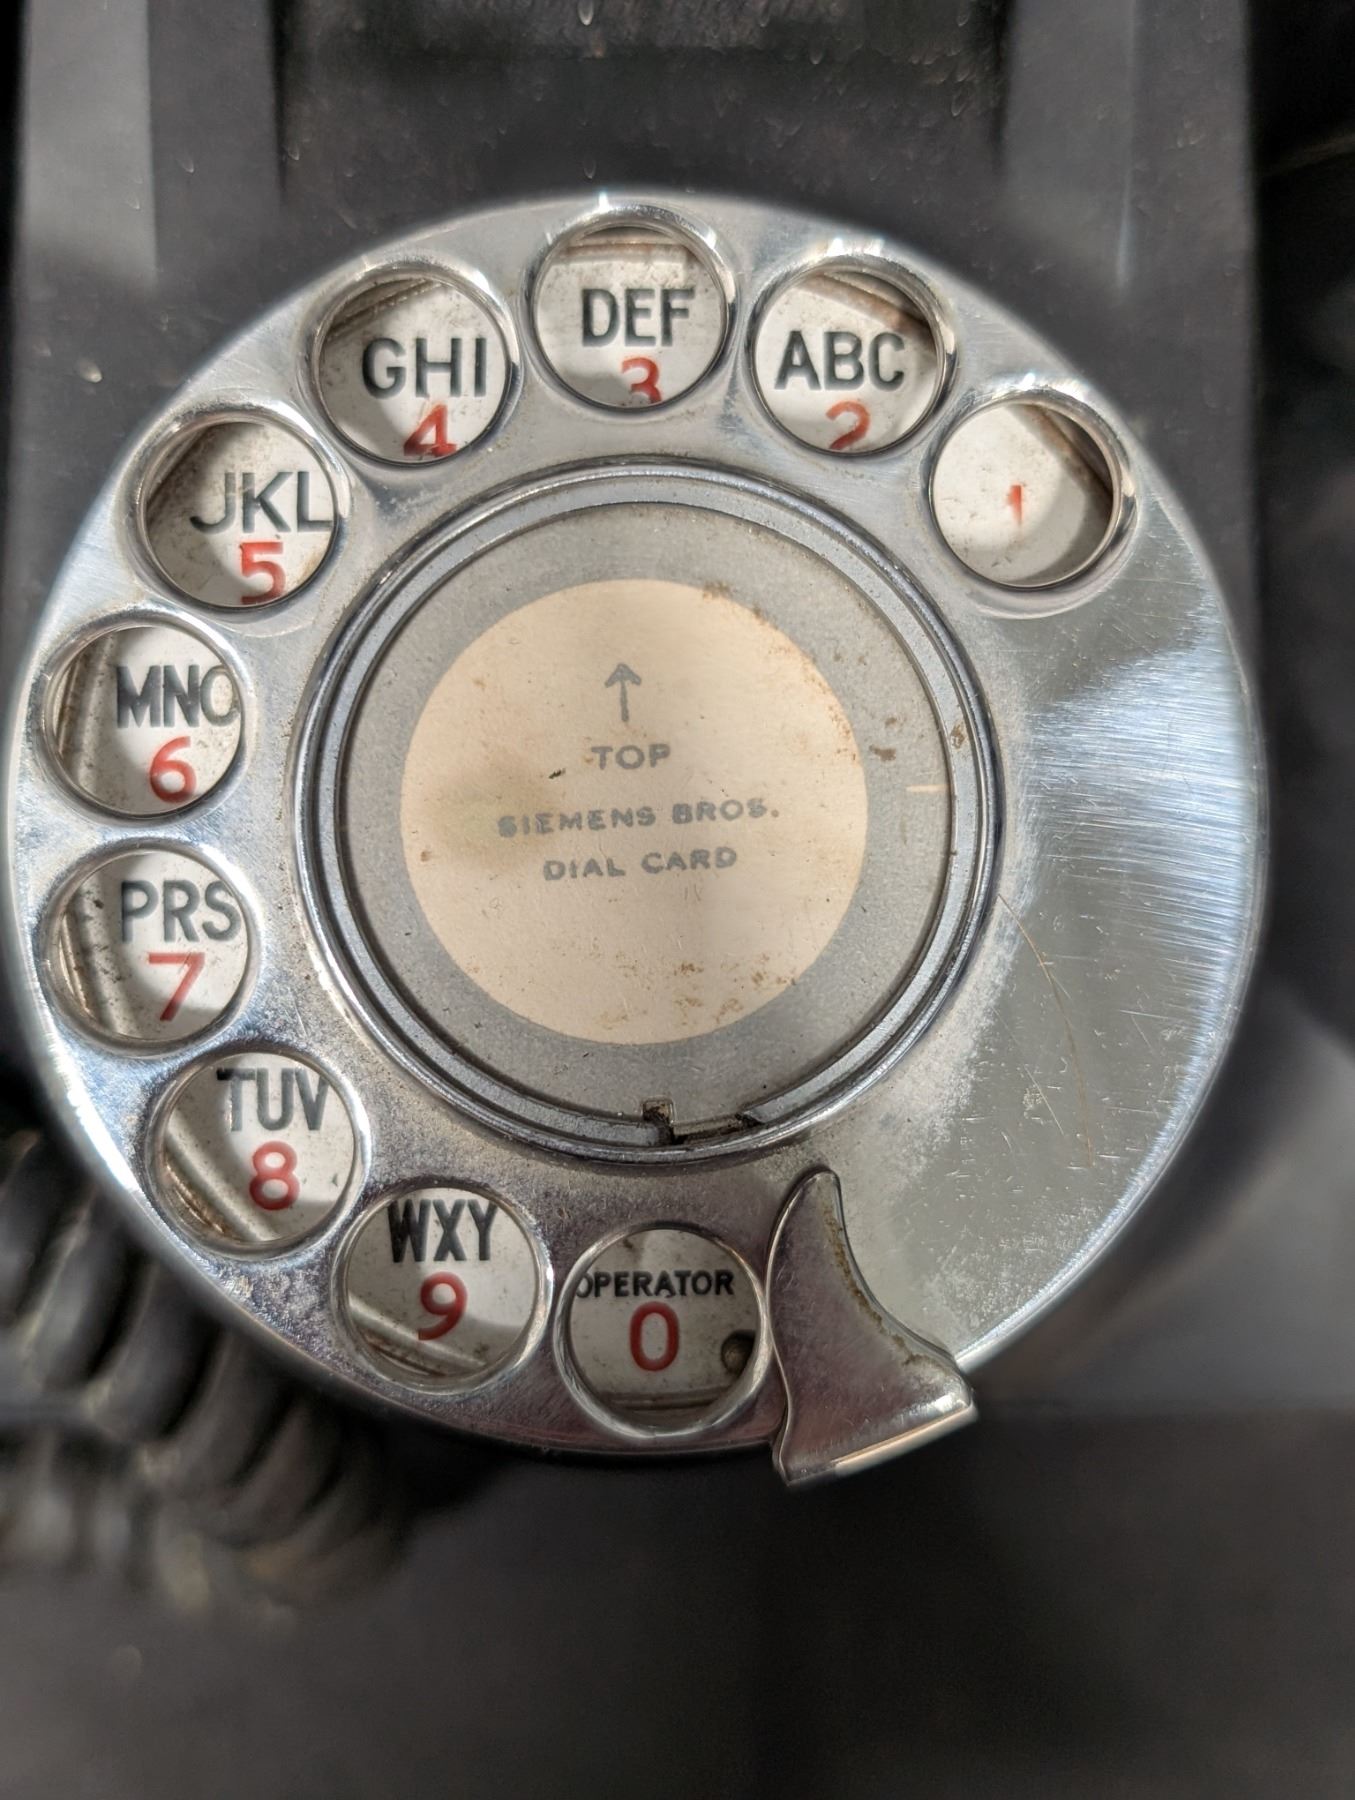 1
ABC
2
DEF
3
GHI
4
JKL
5
MNO
6
PRS
7
TUV
8
WXY
9
OPERATOR
0
TOP
SIEMENS BROS.
DIAL CARD